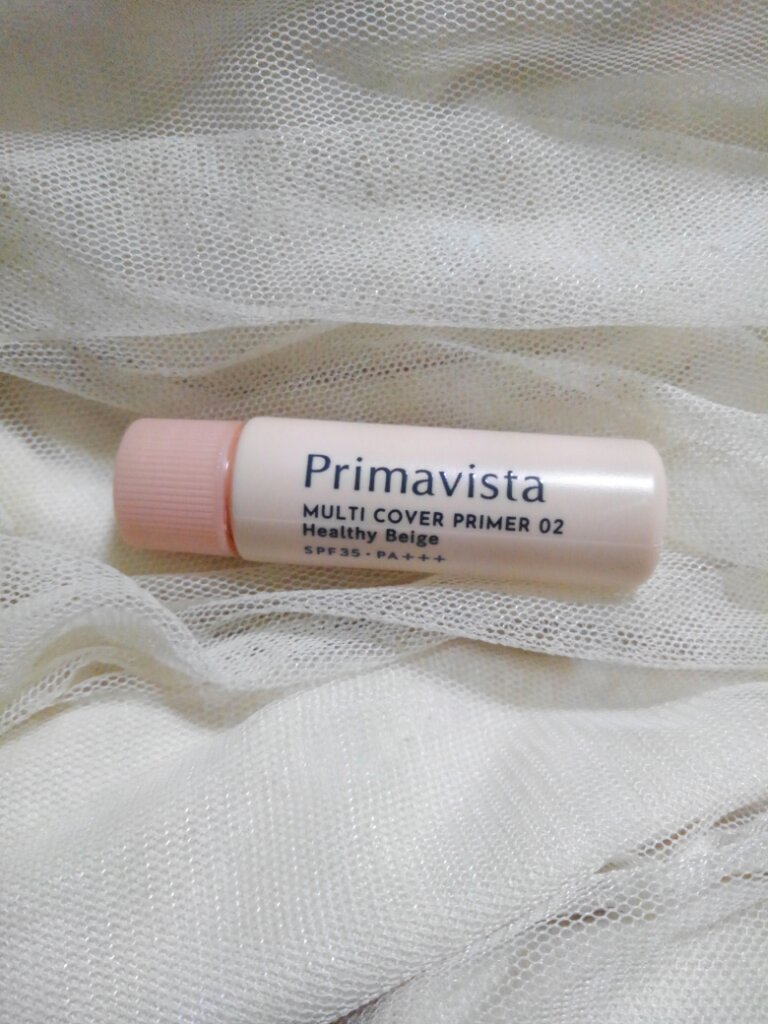 Primavista
MULTI COVER PRIMER 02
Healthy Beige
SPF35・PA+++